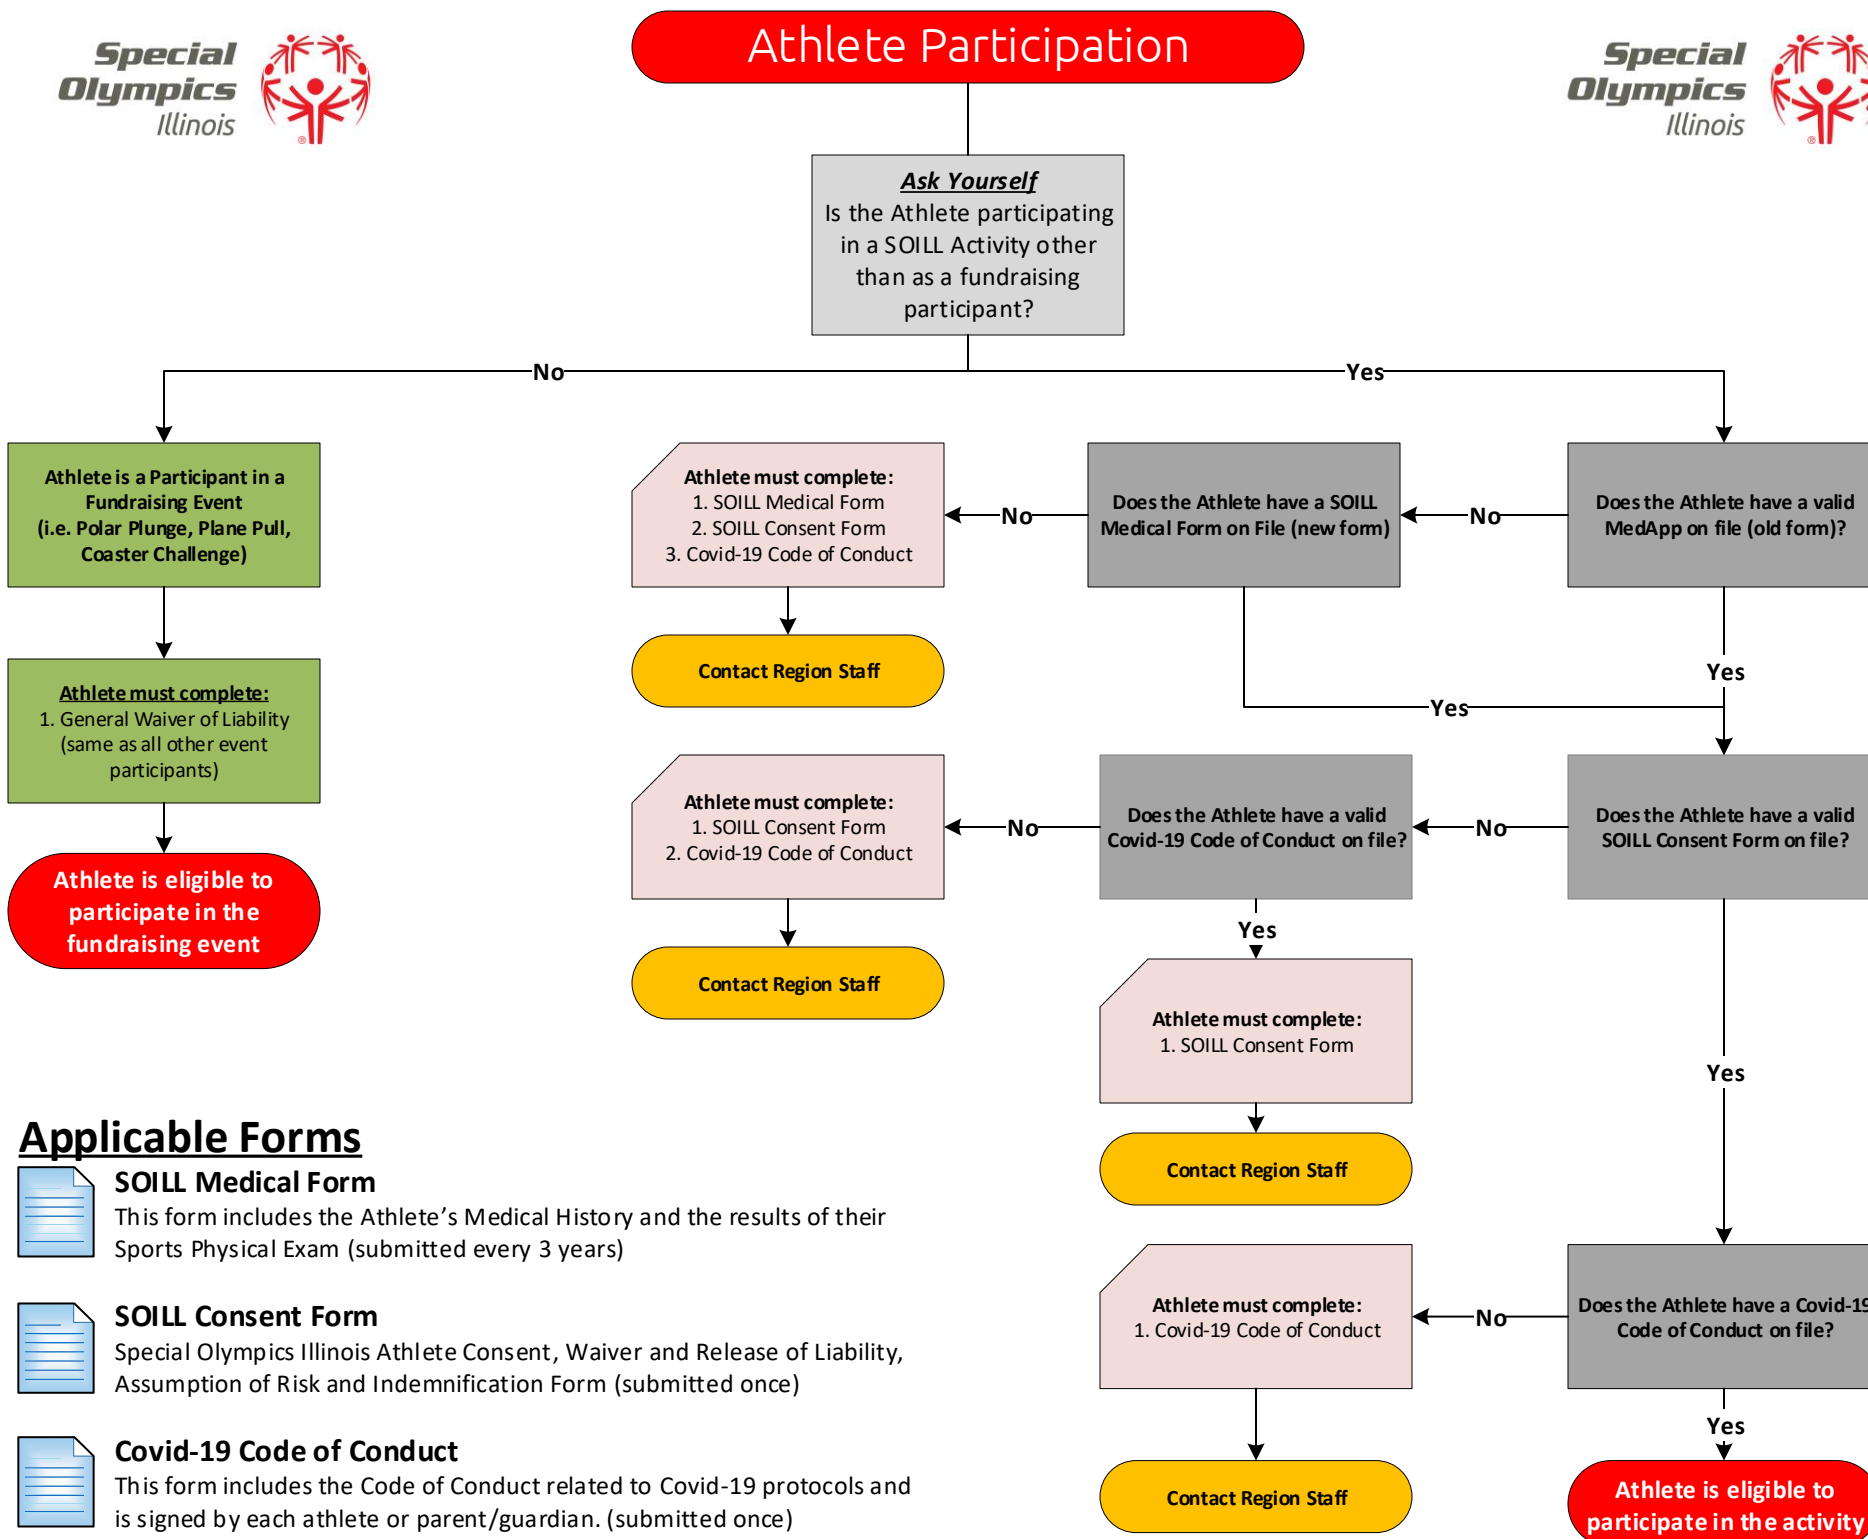 Special
Olympics
Illinois
Athlete Participation
Special
Olympics
Illinois
Ask Yourself
Is the Athlete participating
in a SOILL Activity other
than as a fundraising
participant?
No
Yes
Athlete is a Participant in a
Fundraising Event
(i.e. Polar Plunge, Plane Pull,
Coaster Challenge)
Athlete must complete:
1. SOILL Medical Form
2. SOILL Consent Form
3. Covid-19 Code of Conduct
No
Does the Athlete have a SOILL
Medical Form on File (new form)
No
Does the Athlete have a valid
MedApp on file (old form)?
Contact Region Staff
Yes
Yes
Athlete must complete:
1. General Waiver of Liability
(same as all other event
participants)
Athlete must complete:
1. SOILL Consent Form
2. Covid-19 Code of Conduct
No
Does the Athlete have a valid
Covid-19 Code of Conduct on file?
No
Does the Athlete have a valid
SOILL Consent Form on file?
Athlete is eligible to
participate in the
fundraising event
Contact Region Staff
Yes
Athlete must complete:
1. SOILL Consent Form
Yes
Contact Region Staff
Applicable Forms
SOILL Medical Form
This form includes the Athlete’s Medical History and the results of their
Sports Physical Exam (submitted every 3 years)
SOILL Consent Form
Special Olympics Illinois Athlete Consent, Waiver and Release of Liability,
Assumption of Risk and Indemnification Form (submitted once)
Covid-19 Code of Conduct
This form includes the Code of Conduct related to Covid-19 protocols and
is signed by each athlete or parent/guardian. (submitted once)
Athlete must complete:
1. Covid-19 Code of Conduct
No
Does the Athlete have a Covid-19
Code of Conduct on file?
Contact Region Staff
Yes
Athlete is eligible to
participate in the activity